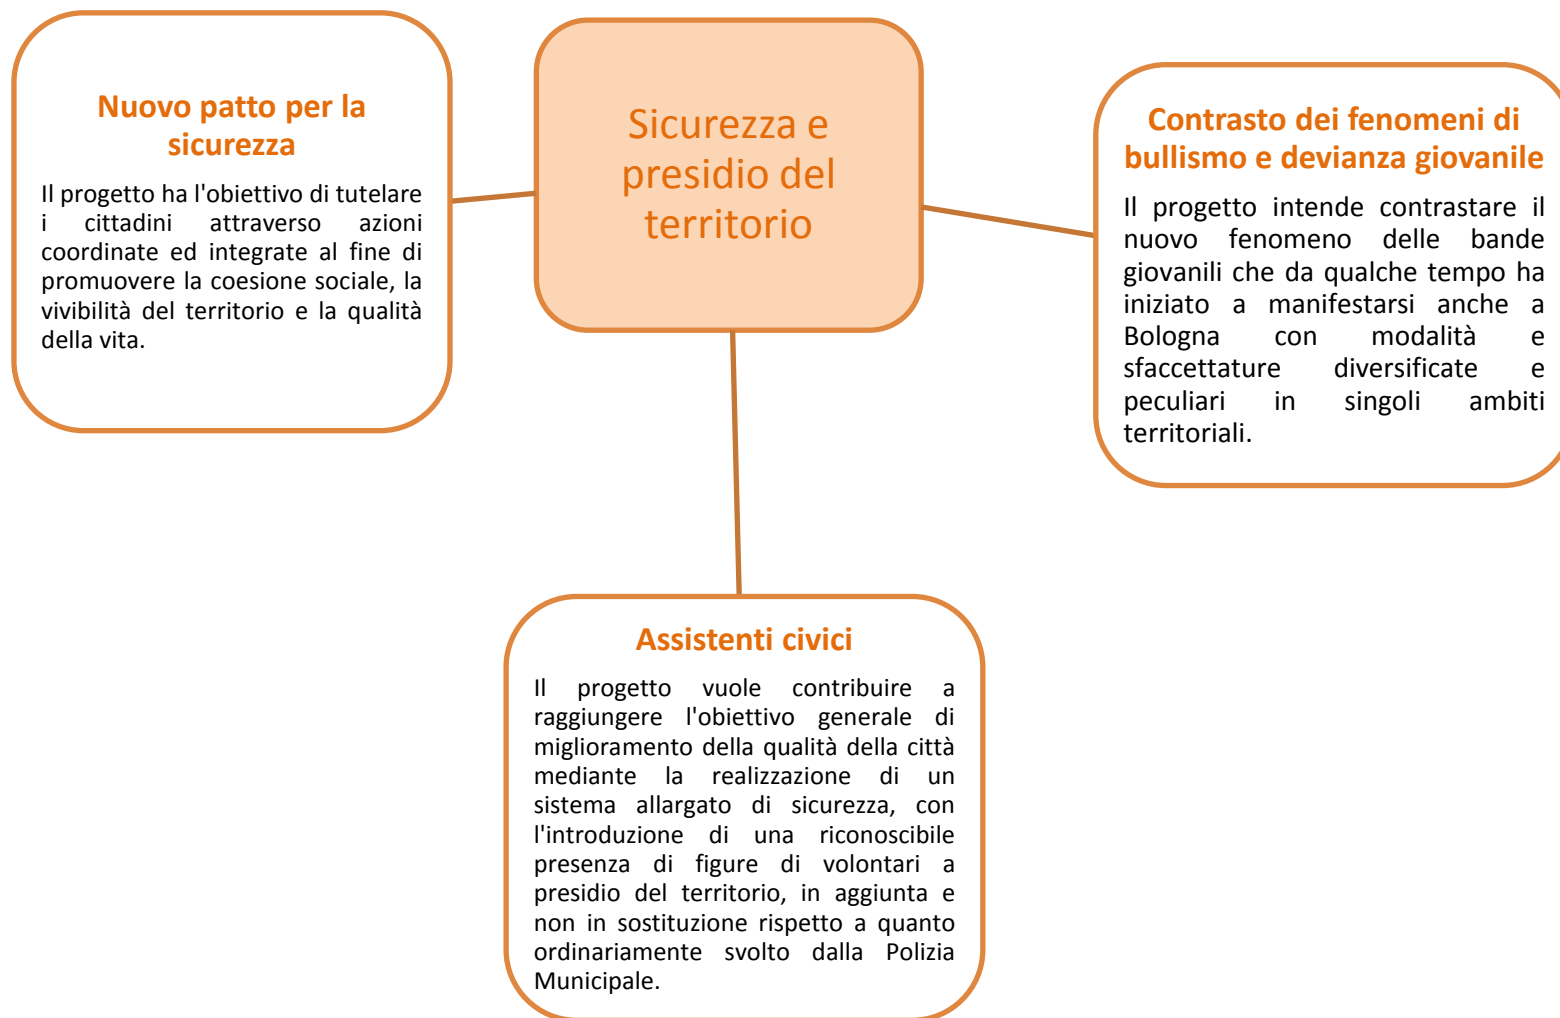 Nuovo patto per la
sicurezza
Il progetto ha l'obiettivo di tutelare
i cittadini attraverso azioni
coordinate ed integrate al fine di
promuovere la coesione sociale, la
vivibilità del territorio e la qualità
della vita.
Sicurezza e
presidio del
territorio
Contrasto dei fenomeni di
bullismo e devianza giovanile
Il progetto intende contrastare il
nuovo fenomeno delle bande
giovanili che da qualche tempo ha
iniziato a manifestarsi anche a
Bologna con modalità e
sfaccettature diversificate e
peculiari in singoli ambiti
territoriali.
Assistenti civici
Il progetto vuole contribuire a
raggiungere l'obiettivo generale di
miglioramento della qualità della città
mediante la realizzazione di un
sistema allargato di sicurezza, con
l'introduzione di una riconoscibile
presenza di figure di volontari a
presidio del territorio, in aggiunta e
non in sostituzione rispetto a quanto
ordinariamente svolto dalla Polizia
Municipale.